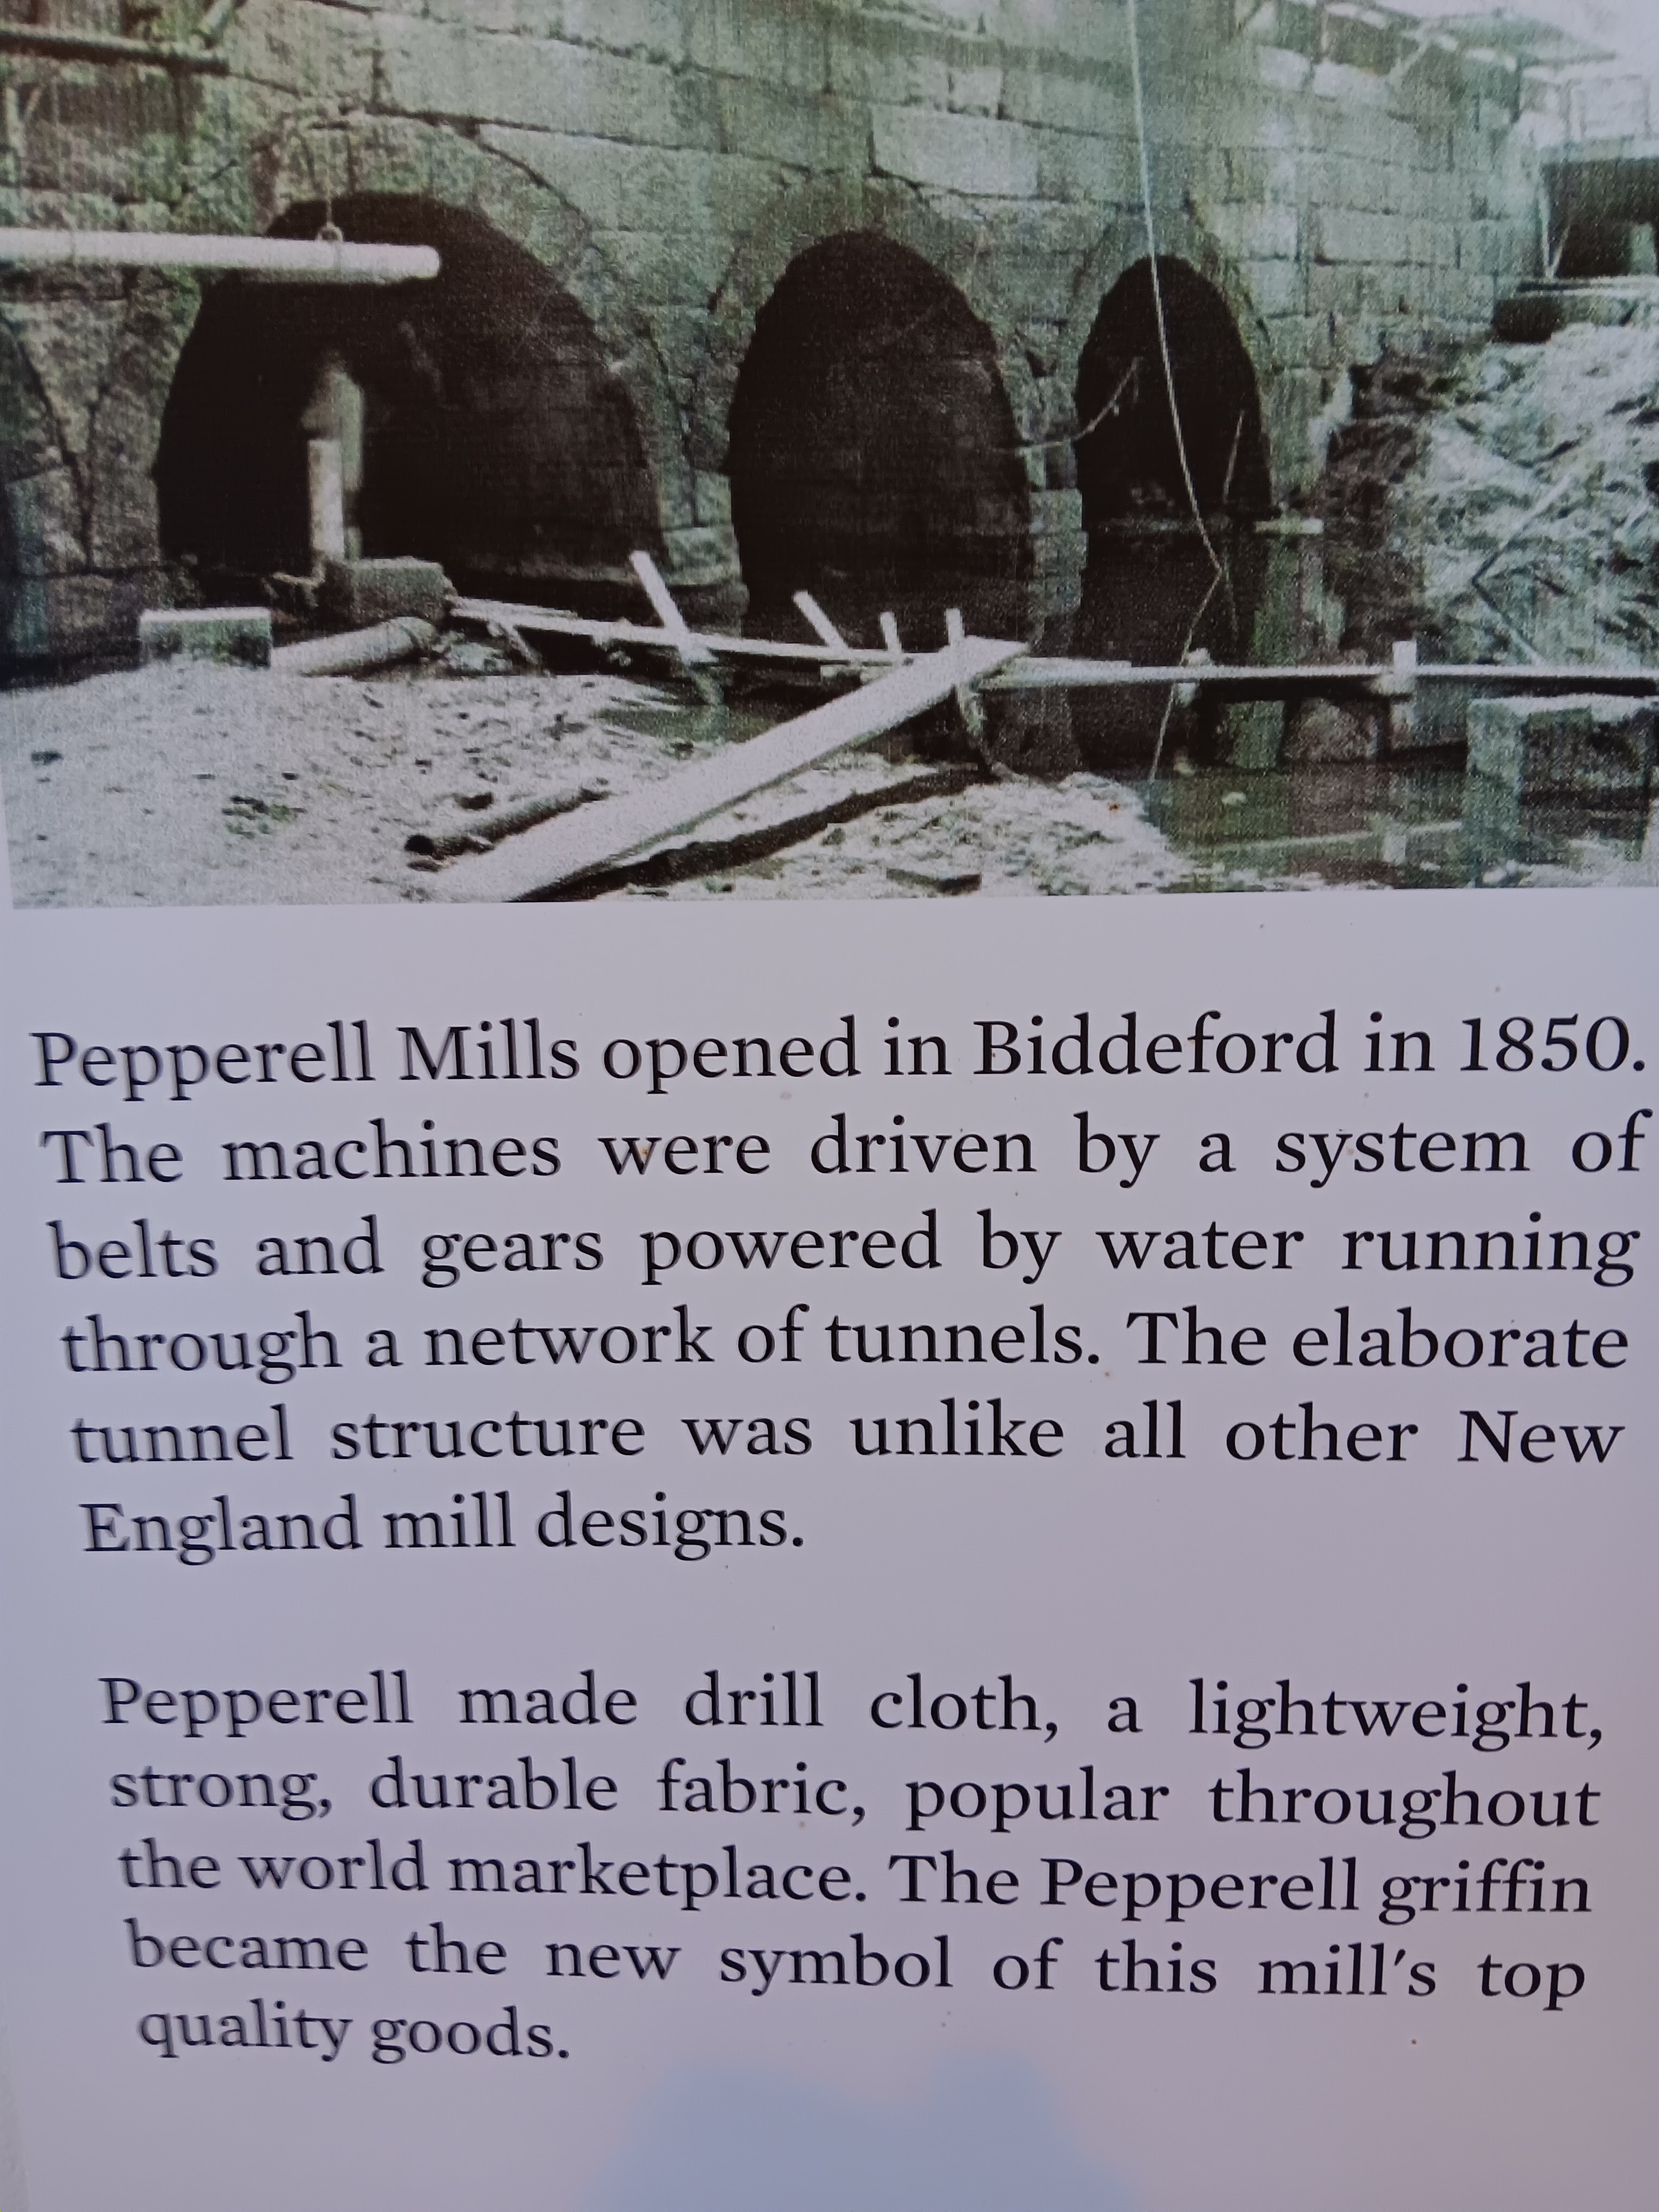 Pepperell Mills opened in Biddeford in 1850.
The machines were driven by a system of
belts and gears powered by water running
through a network of tunnels. The elaborate
tunnel structure was unlike all other New
England mill designs.
Pepperell made drill cloth, a lightweight,
strong, durable fabric, popular throughout
the world marketplace. The Pepperell griffin
became the new symbol of this mill's top
quality goods.